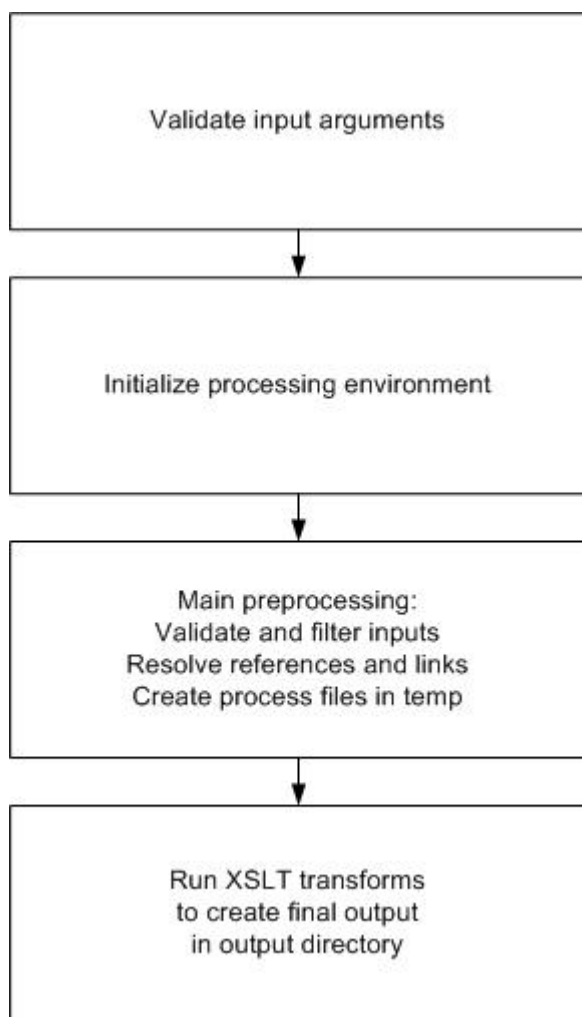 Validate input arguments
Initialize processing environment
Main preprocessing:
Validate and filter inputs
Resolve references and links
Create process files in temp
Run XSLT transforms
to create final output
in output directory